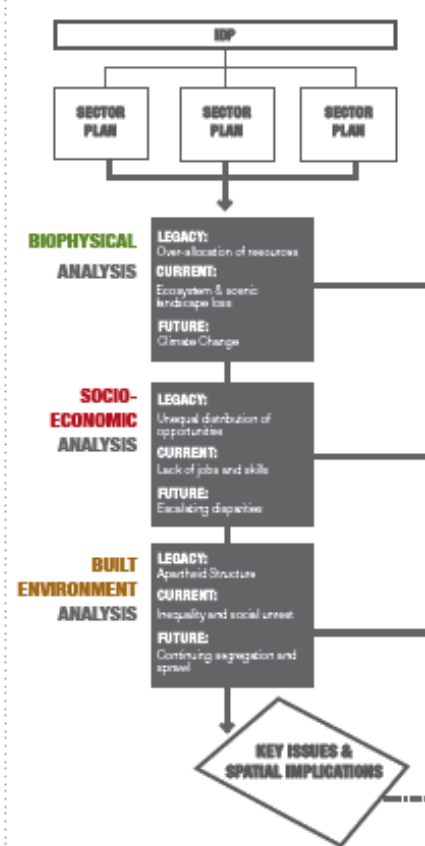 IDP
SECTOR
PLAN
SECTOR
PLAN
SECTOR
PLAN
BIOPHYSICAL
ANALYSIS
LEGACY:
Over-allocation of resources
CURRENT:
Ecosystem & scenic
landscape loss
FUTURE:
Climate Change
SOCIO-
ECONOMIC
ANALYSIS
LEGACY:
Unequal distribution of
opportunities
CURRENT:
Lack of jobs and skills
FUTURE:
Escalating disparities
BUILT
ENVIRONMENT
ANALYSIS
LEGACY:
Apartheid Structure
CURRENT:
Inequality and social unrest
FUTURE:
Continuing segregation and
sprawl
KEY ISSUES &
SPATIAL IMPLICATIONS